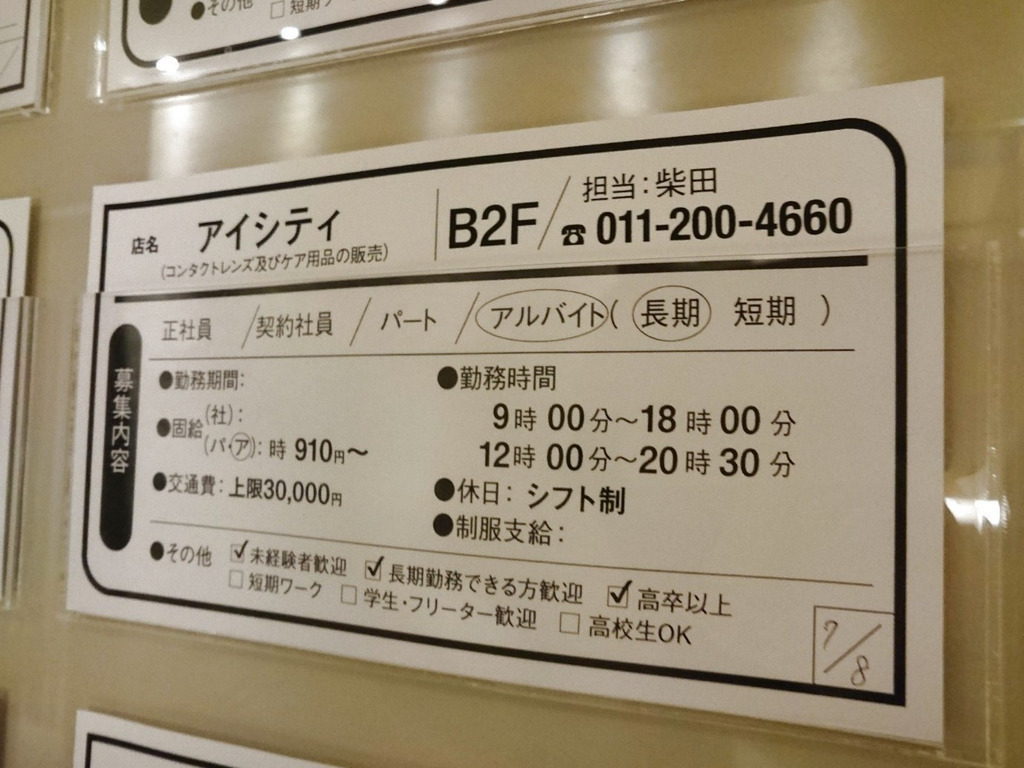 ●その他 □短期ワ
店名 アイシティ
(コンタクトレンズ及びケア用品の販売)
B2F/
担当:柴田
☎011-200-4660
正社員 /契約社員 / パート /アルバイト(長期 短期 )
募集内容
●勤務期間:
●固給(社):
(パ・ア):時 910円〜
●交通費:上限30,000円
●勤務時間
9時00分〜18時00分
12時00分〜20時30分
●休日:シフト制
●制服支給:
●その他 ☑未経験者歓迎 ☑長期勤務できる方歓迎 ☑高卒以上
□短期ワーク □学生・フリーター歓迎 □高校生OK
7/8